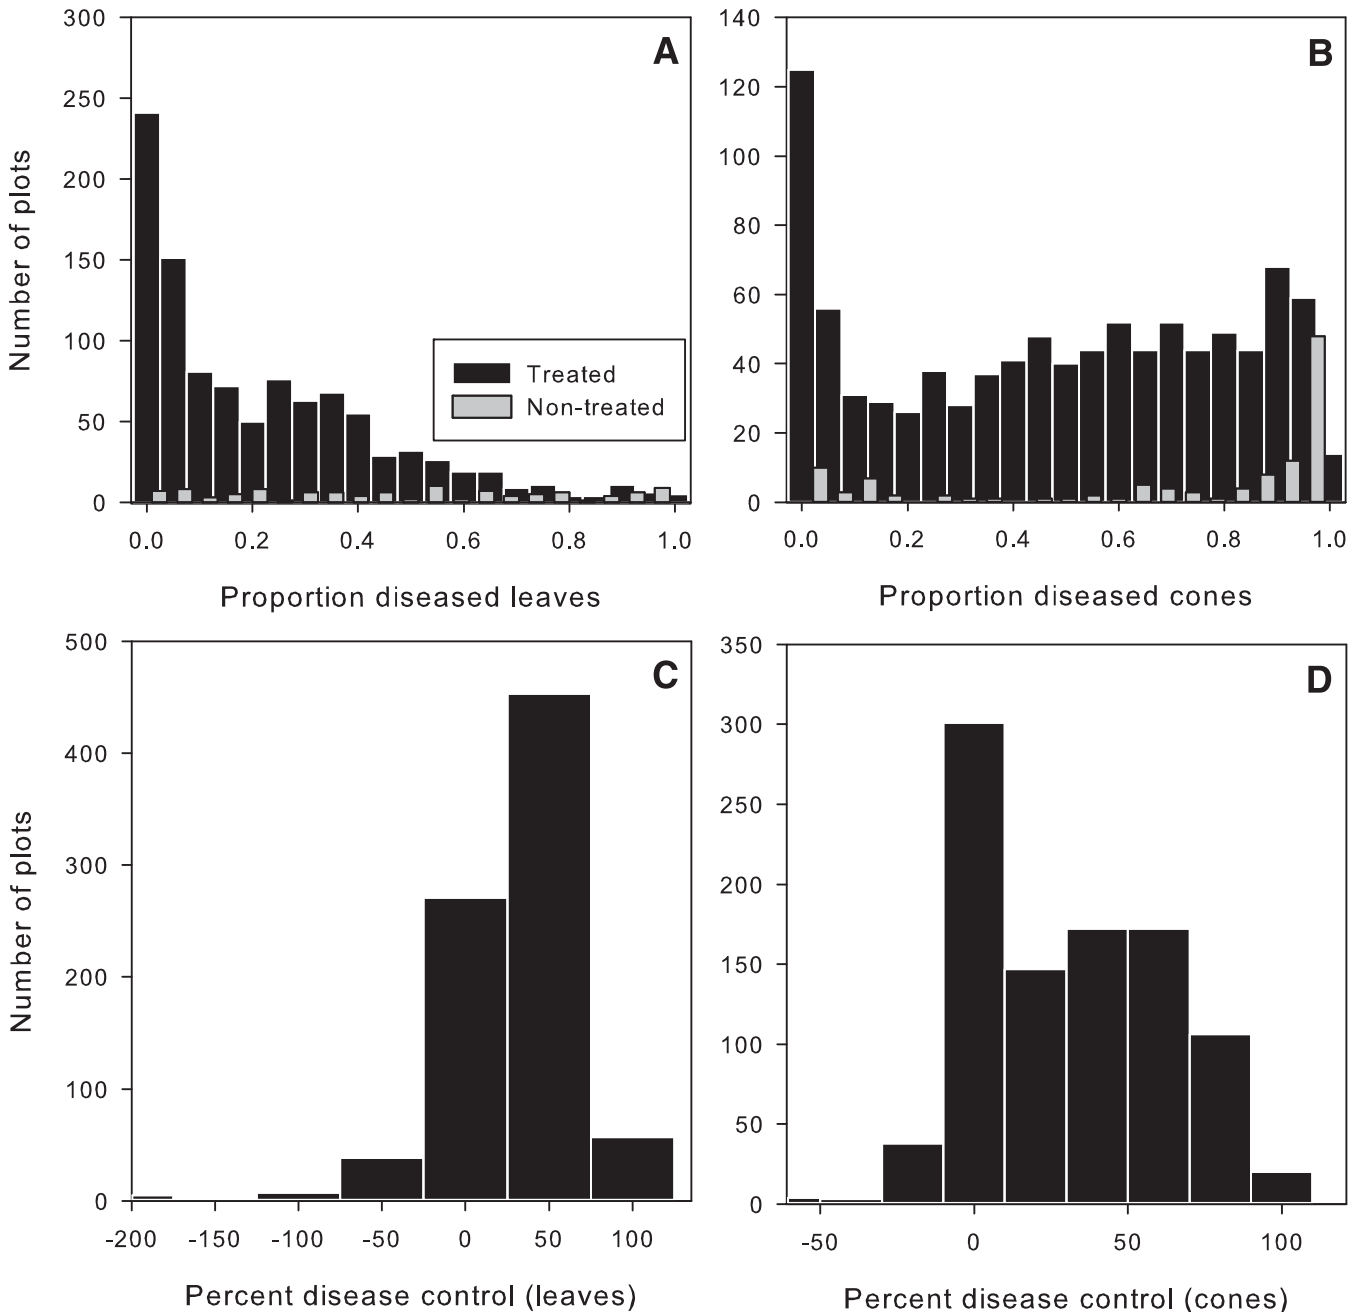 A
300
250
200
150
100
50
0
Number of plots
Treated
Non-treated
0.0 0.2 0.4 0.6 0.8 1.0
Proportion diseased leaves
B
140
120
100
80
60
40
20
0
0.0 0.2 0.4 0.6 0.8 1.0
Proportion diseased cones
C
500
400
300
200
100
0
Number of plots
-200 -150 -100 -50 0 50 100
Percent disease control (leaves)
D
350
300
250
200
150
100
50
0
-50 0 50 100
Percent disease control (cones)